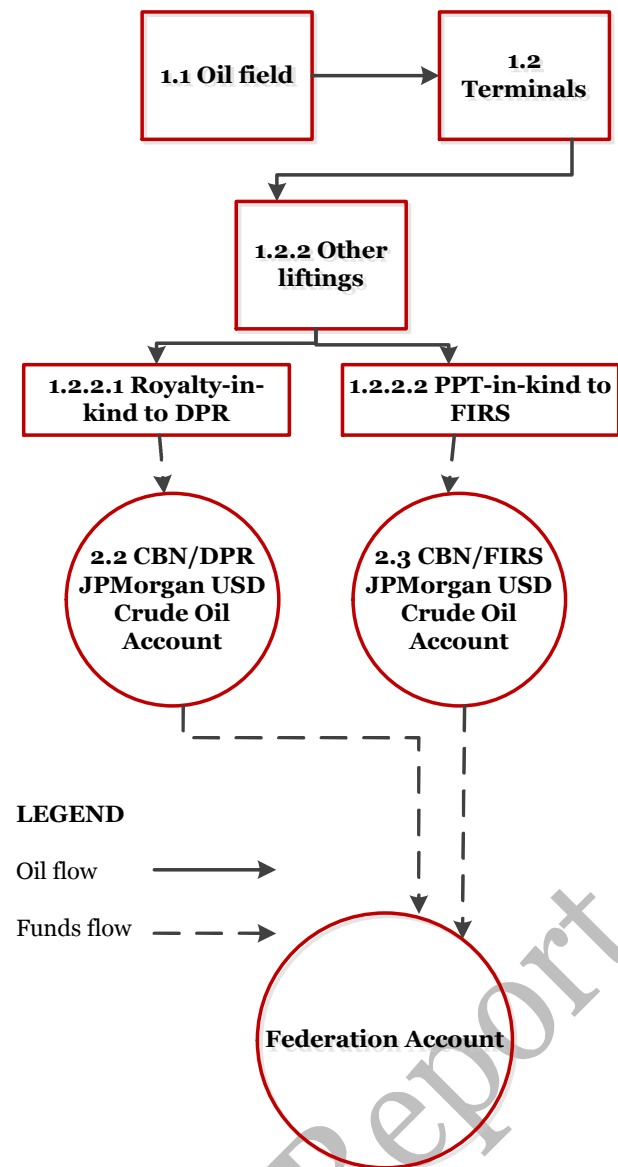 1.1 Oil field
1.2
Terminals
1.2.2 Other
liftings
1.2.2.1 Royalty-in-
kind to DPR
1.2.2.2 PPT-in-kind to
FIRS
2.2 CBN/DPR
JPMorgan USD
Crude Oil
Account
2.3 CBN/FIRS
JPMorgan USD
Crude Oil
Account
LEGEND
Oil flow
Funds flow
Federation Account
Report